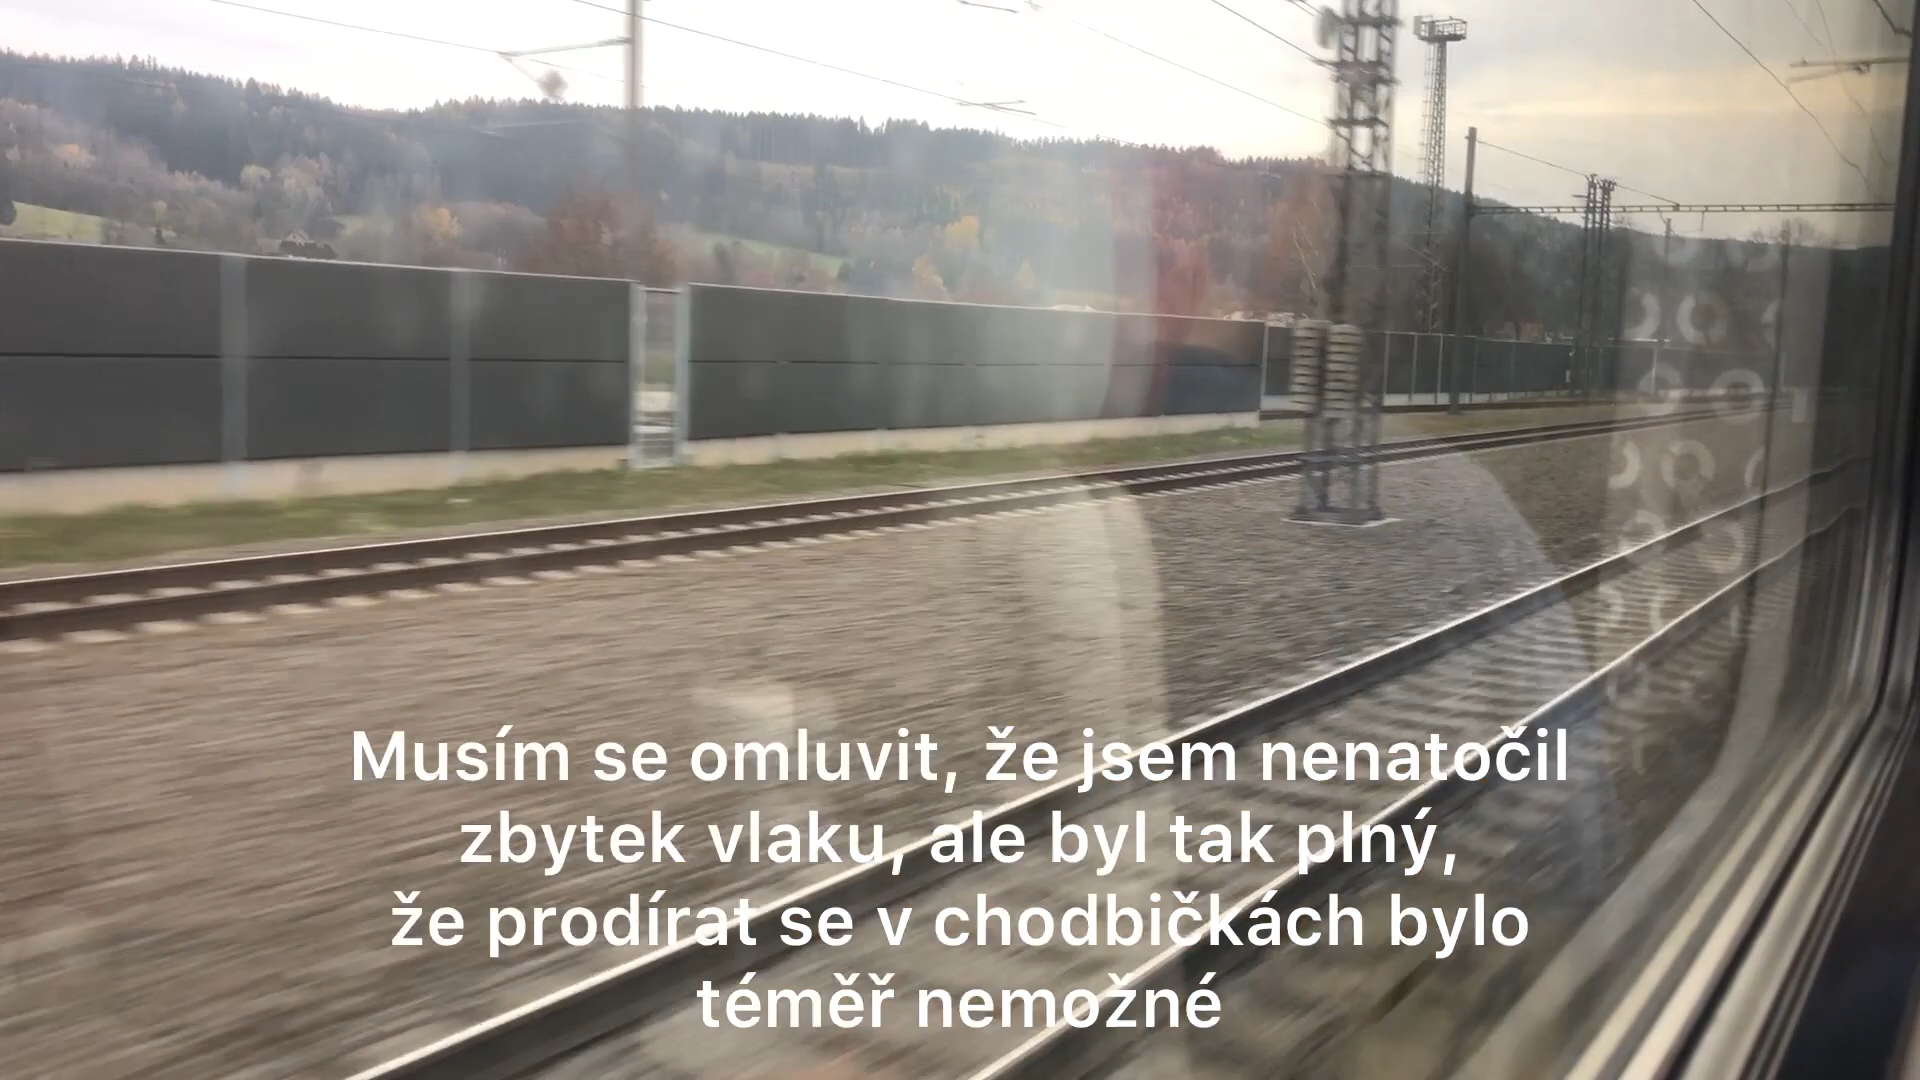 Musím se omluvit, že jsem nenatočil
zbytek vlaku, ale byl tak plný,
že prodírat se v chodbičkách bylo
téměř nemožné